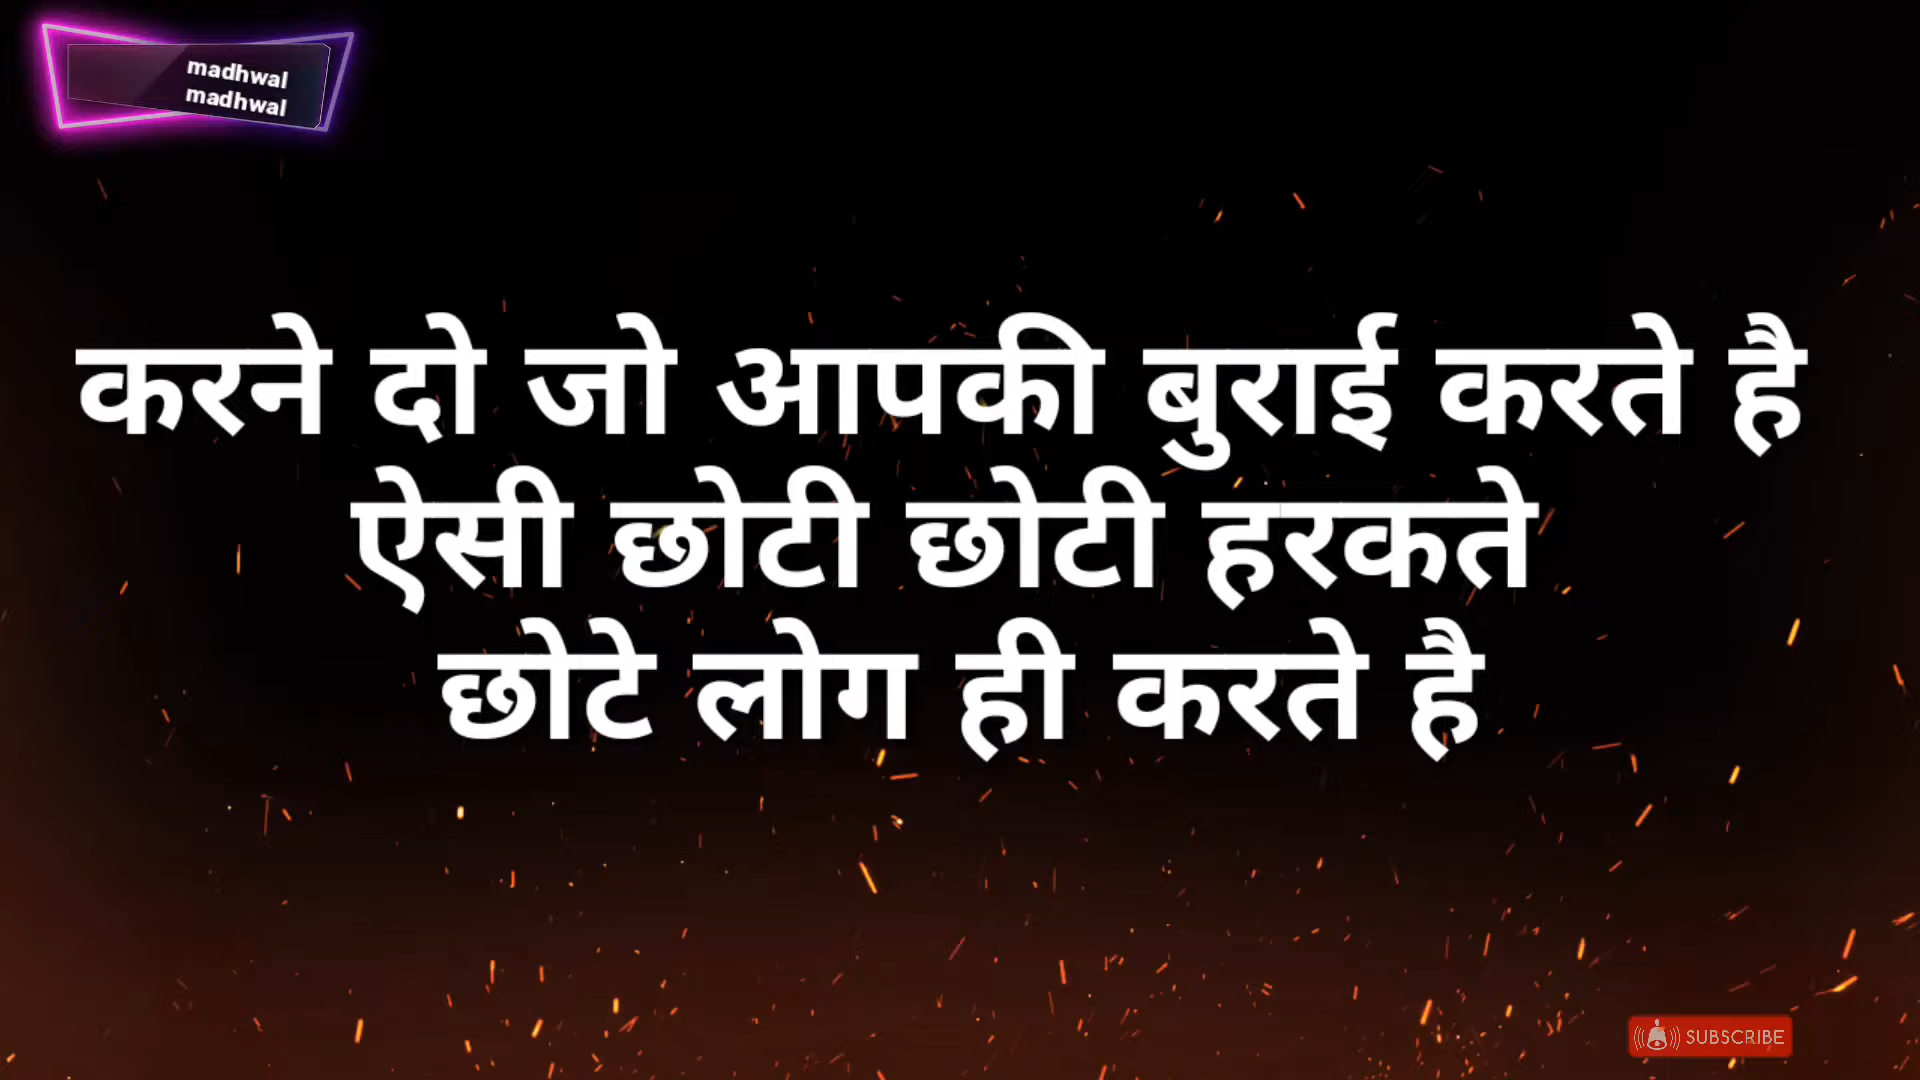 madhwal
madhwal
करने दो जो आपकी बुराई करते है
ऐसी छोटी छोटी हरकते
छोटे लोग ही करते है
SUBSCRIBE